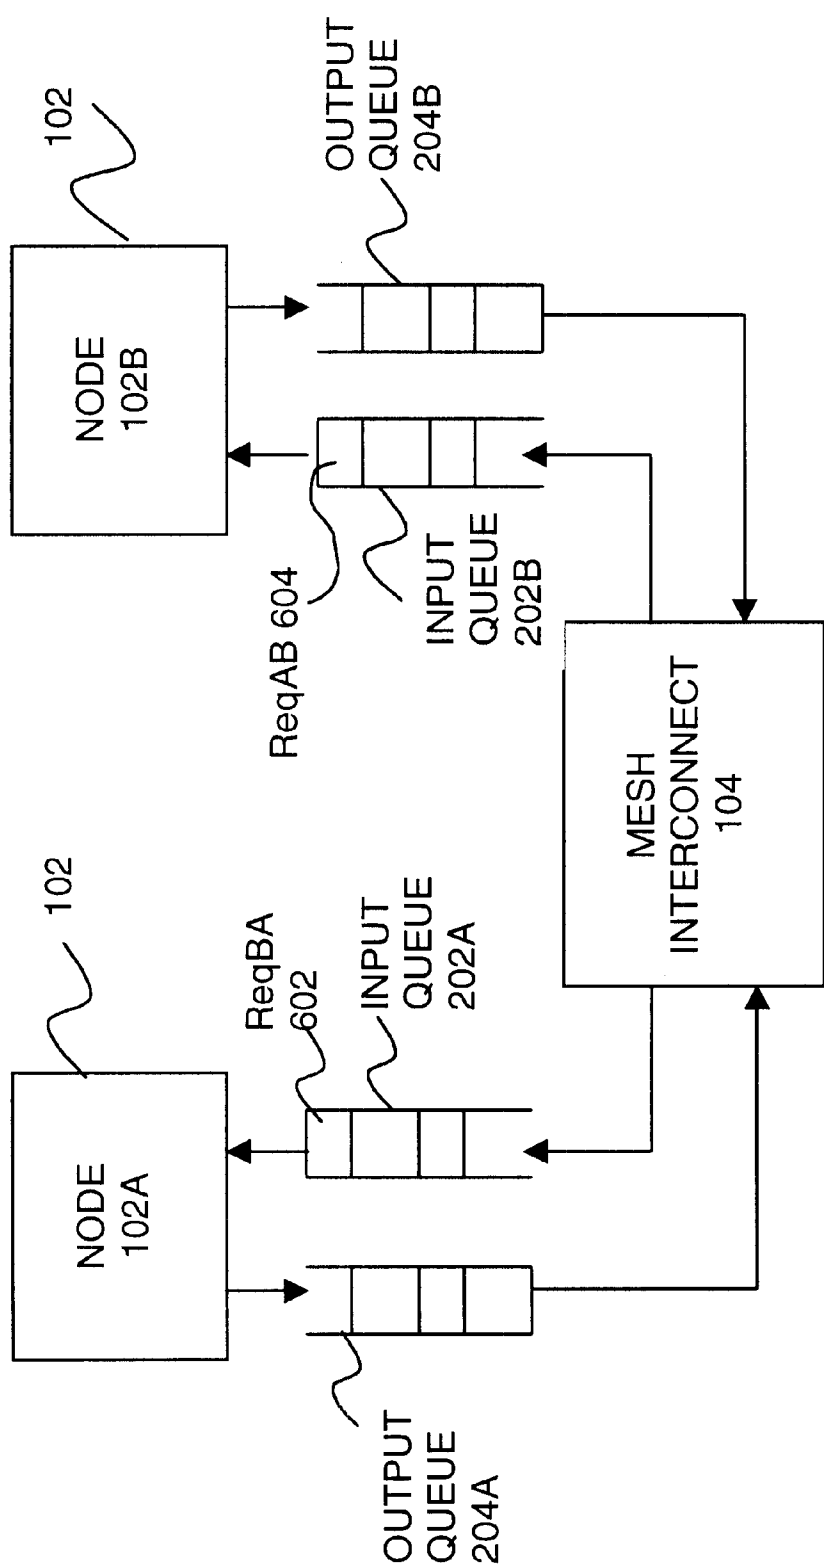 102
NODE
102A
102
NODE
102B
OUTPUT
QUEUE
204A
ReqBA
602
INPUT
QUEUE
202A
ReqAB 604
INPUT
QUEUE
202B
OUTPUT
QUEUE
204B
MESH
INTERCONNECT
104